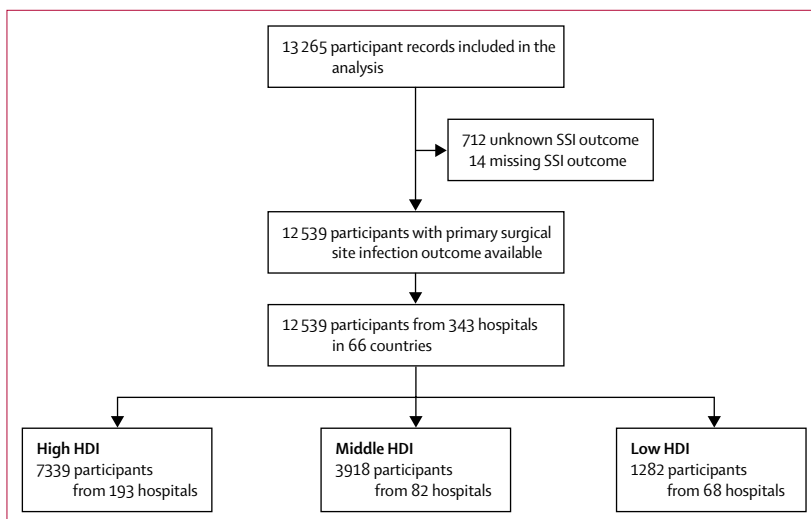 13 265 participant records included in the
analysis
712 unknown SSI outcome
14 missing SSI outcome
12 539 participants with primary surgical
site infection outcome available
12 539 participants from 343 hospitals
in 66 countries
High HDI
7339 participants
from 193 hospitals
Middle HDI
3918 participants
from 82 hospitals
Low HDI
1282 participants
from 68 hospitals